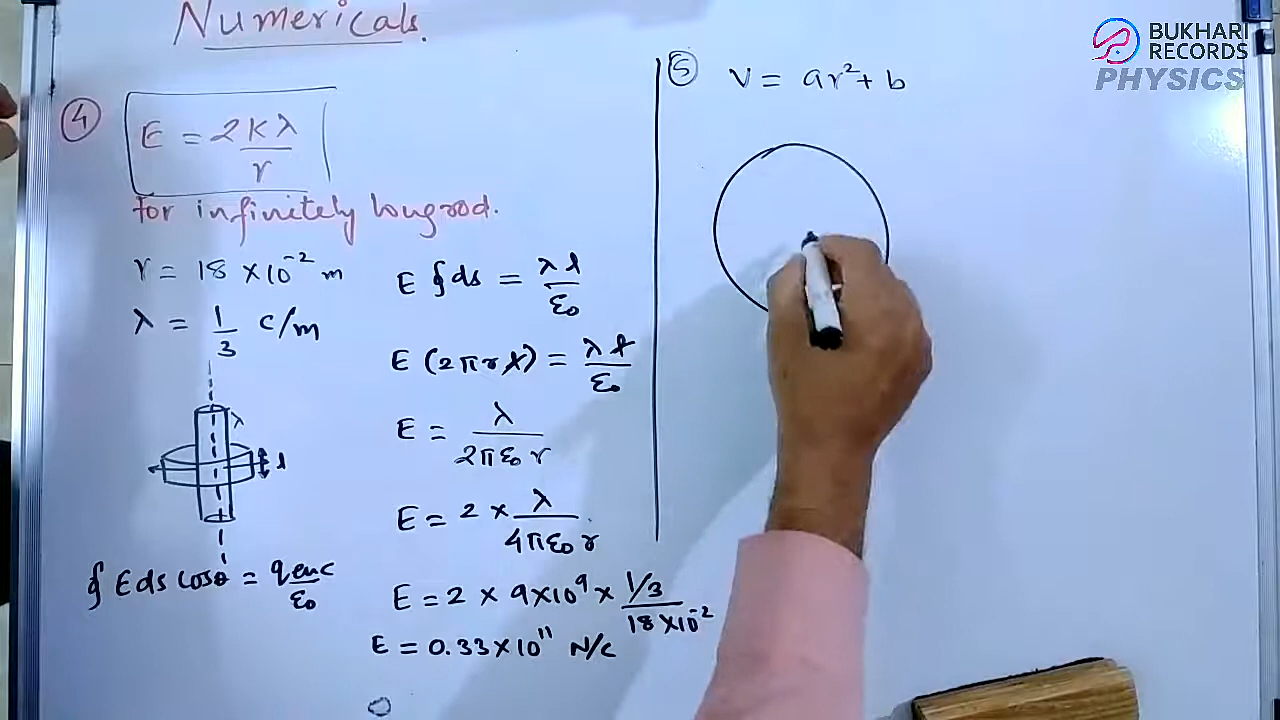 Numericals.
④ E = 2Kλ/r
for infinitely long rod.
r = 18 × 10⁻² m
λ = 1/3 C/m
λ
l
∮ E ds cosθ = qenc/ε₀
E ∮ ds = λl/ε₀
E (2πrl) = λl/ε₀
E = λ/2πε₀r
E = 2 × λ/4πε₀r
E = 2 × 9×10⁹ × 1/3/18×10⁻²
E = 0.33×10¹¹ N/C
⑤ V = ar² + b
BUKHARI
RECORDS
PHYSICS